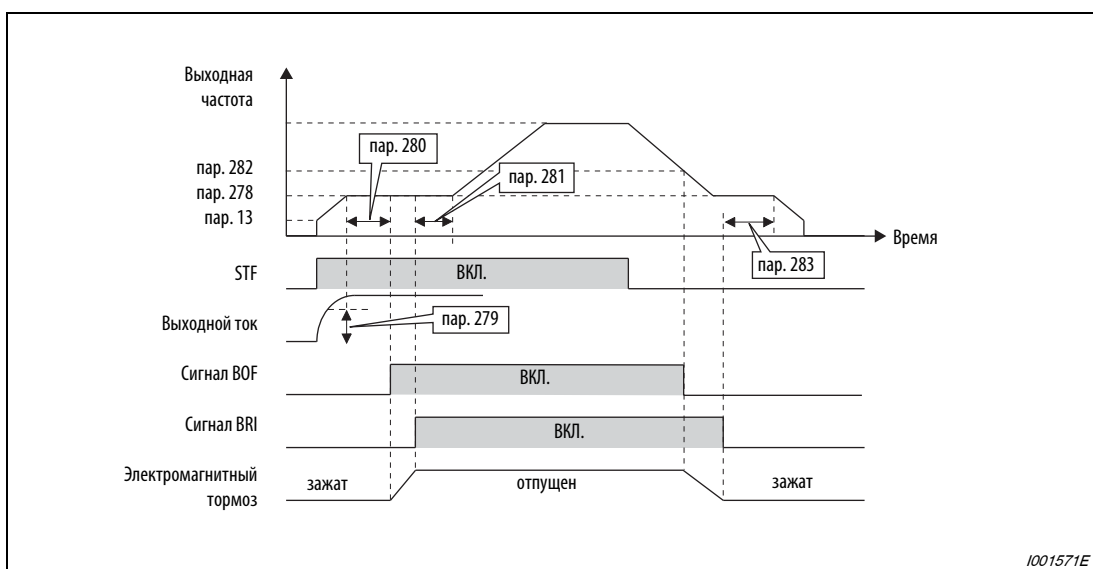 Выходная
частота
пар. 280
пар. 282
пар. 281
пар. 278
пар. 13
Время
пар. 283
STF
ВКЛ.
Выходной ток
пар. 279
Сигнал BOF
ВКЛ.
Сигнал BRI
ВКЛ.
Электромагнитный
тормоз
зажат
отпущен
зажат
I001571E